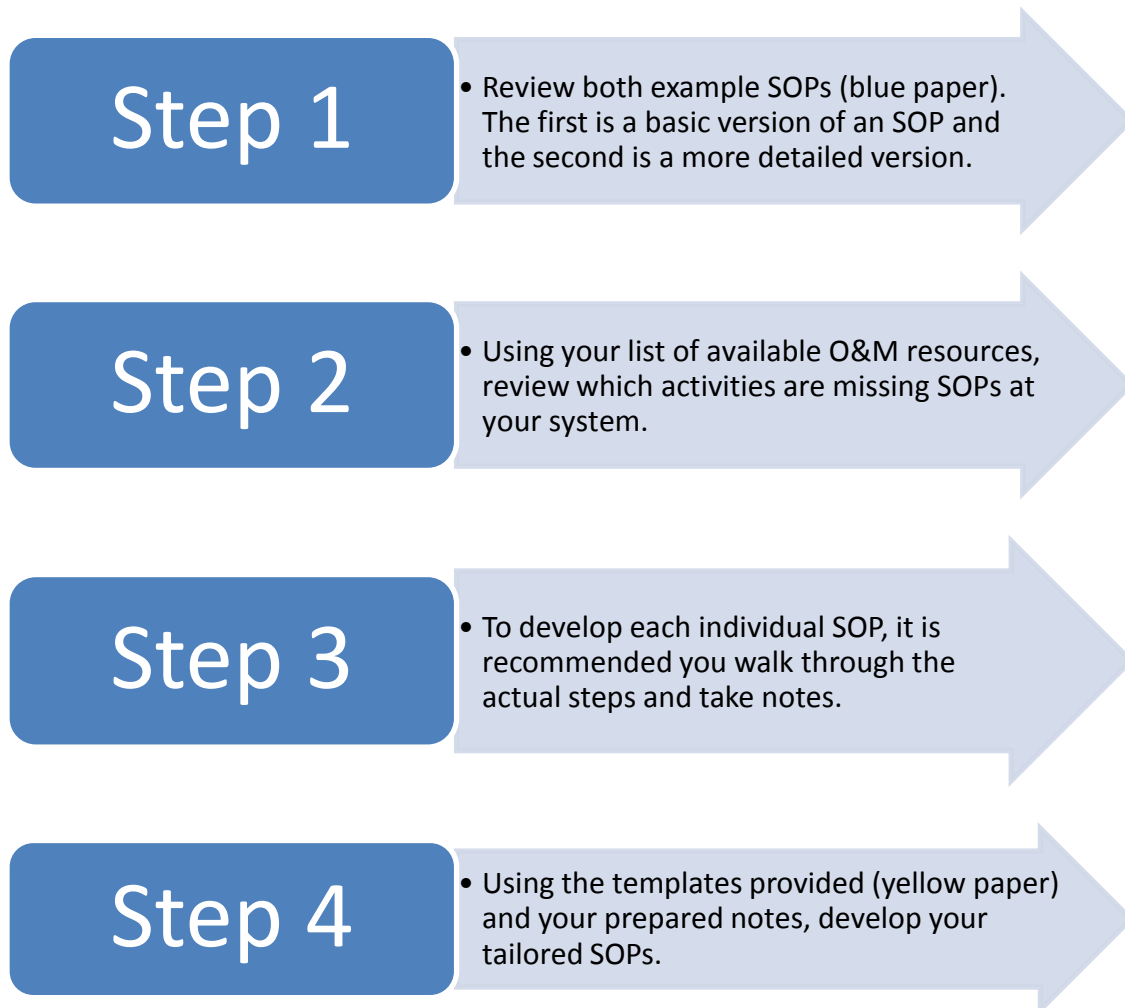 Step 1
• Review both example SOPs (blue paper).
The first is a basic version of an SOP and
the second is a more detailed version.
Step 2
• Using your list of available O&M resources,
review which activities are missing SOPs at
your system.
Step 3
• To develop each individual SOP, it is
recommended you walk through the
actual steps and take notes.
Step 4
• Using the templates provided (yellow paper)
and your prepared notes, develop your
tailored SOPs.